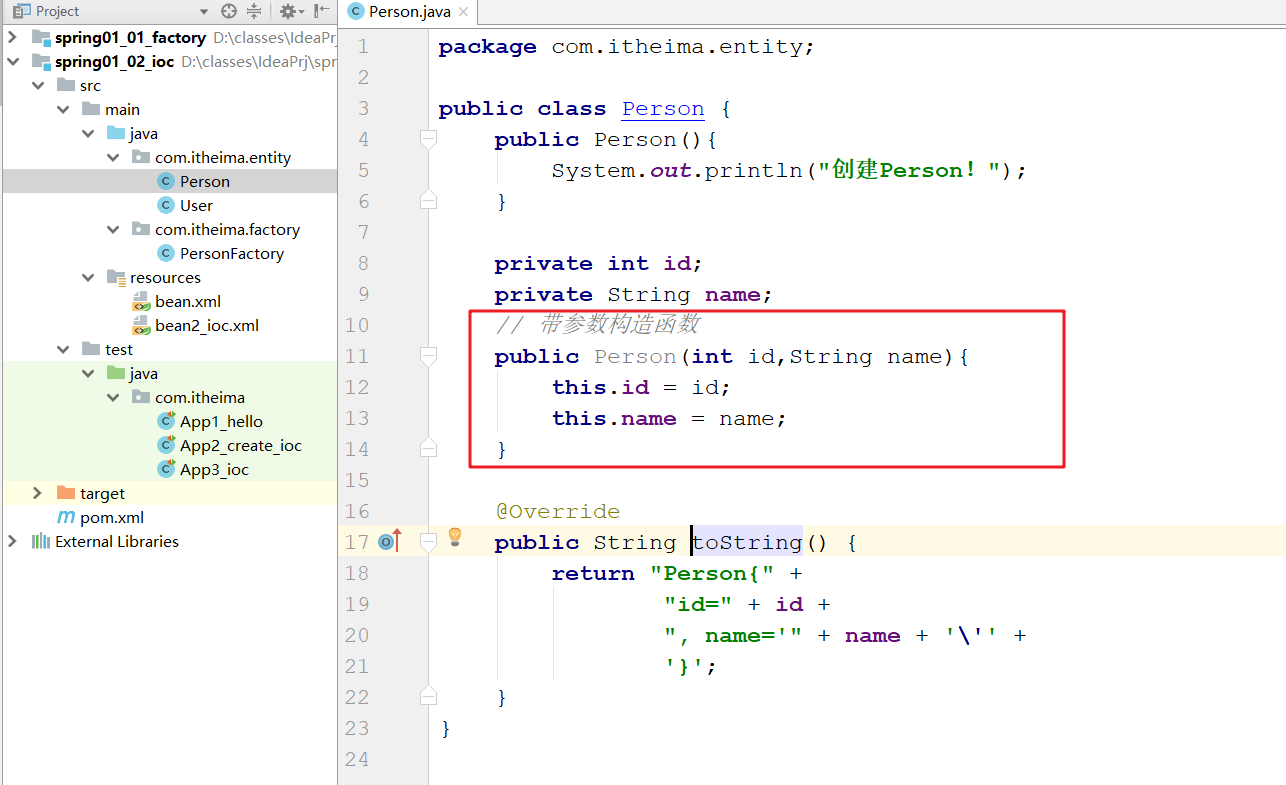 Project
Person.java
spring01_01_factory D:\classes\IdeaPrj
spring01_02_ioc D:\classes\IdeaPrj\spr
src
main
java
com.itheima.entity
Person
User
com.itheima.factory
PersonFactory
resources
bean.xml
bean2_ioc.xml
test
java
com.itheima
App1_hello
App2_create_ioc
App3_ioc
target
pom.xml
External Libraries
1 package com.itheima.entity;
2
3 public class Person {
4 public Person(){
5 System.out.println("创建Person！");
6 }
7
8 private int id;
9 private String name;
10 // 带参数构造函数
11 public Person(int id,String name){
12 this.id = id;
13 this.name = name;
14 }
15
16 @Override
17 public String toString() {
18 return "Person{" +
19 "id=" + id +
20 ", name='" + name + '\'' +
21 '}';
22 }
23 }
24